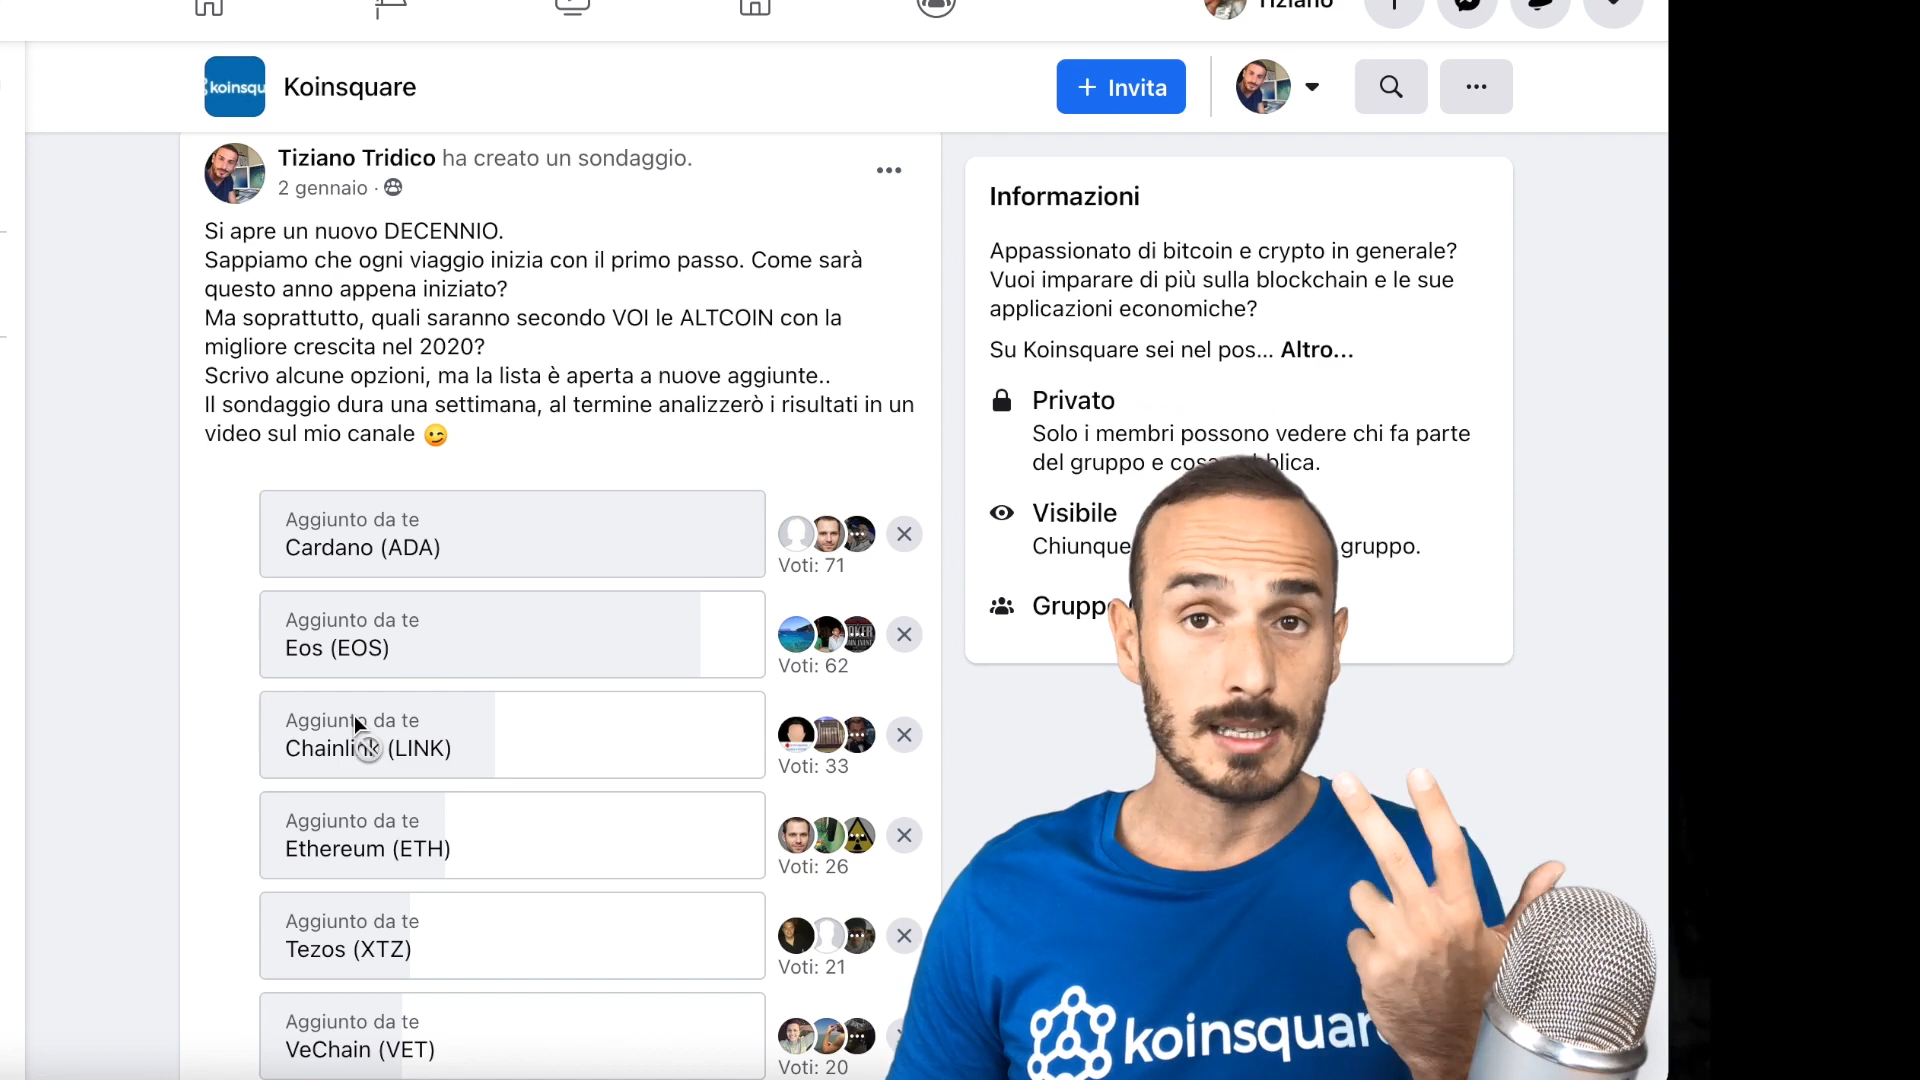 Tiziano
koinsqu
Koinsquare
+ Invita
Tiziano Tridico ha creato un sondaggio.
2 gennaio ·
Si apre un nuovo DECENNIO.
Sappiamo che ogni viaggio inizia con il primo passo. Come sarà
questo anno appena iniziato?
Ma soprattutto, quali saranno secondo VOI le ALTCOIN con la
migliore crescita nel 2020?
Scrivo alcune opzioni, ma la lista è aperta a nuove aggiunte..
Il sondaggio dura una settimana, al termine analizzerò i risultati in un
video sul mio canale 😉
Aggiunto da te
Cardano (ADA)
Voti: 71
Aggiunto da te
Eos (EOS)
Voti: 62
Aggiunto da te
Chainlink (LINK)
Voti: 33
Aggiunto da te
Ethereum (ETH)
Voti: 26
Aggiunto da te
Tezos (XTZ)
Voti: 21
Aggiunto da te
VeChain (VET)
Voti: 20
Informazioni
Appassionato di bitcoin e crypto in generale?
Vuoi imparare di più sulla blockchain e le sue
applicazioni economiche?
Su Koinsquare sei nel pos... Altro...
Privato
Solo i membri possono vedere chi fa parte
del gruppo e
Visibile
Chiunque gruppo.
Grupp
koinsquar